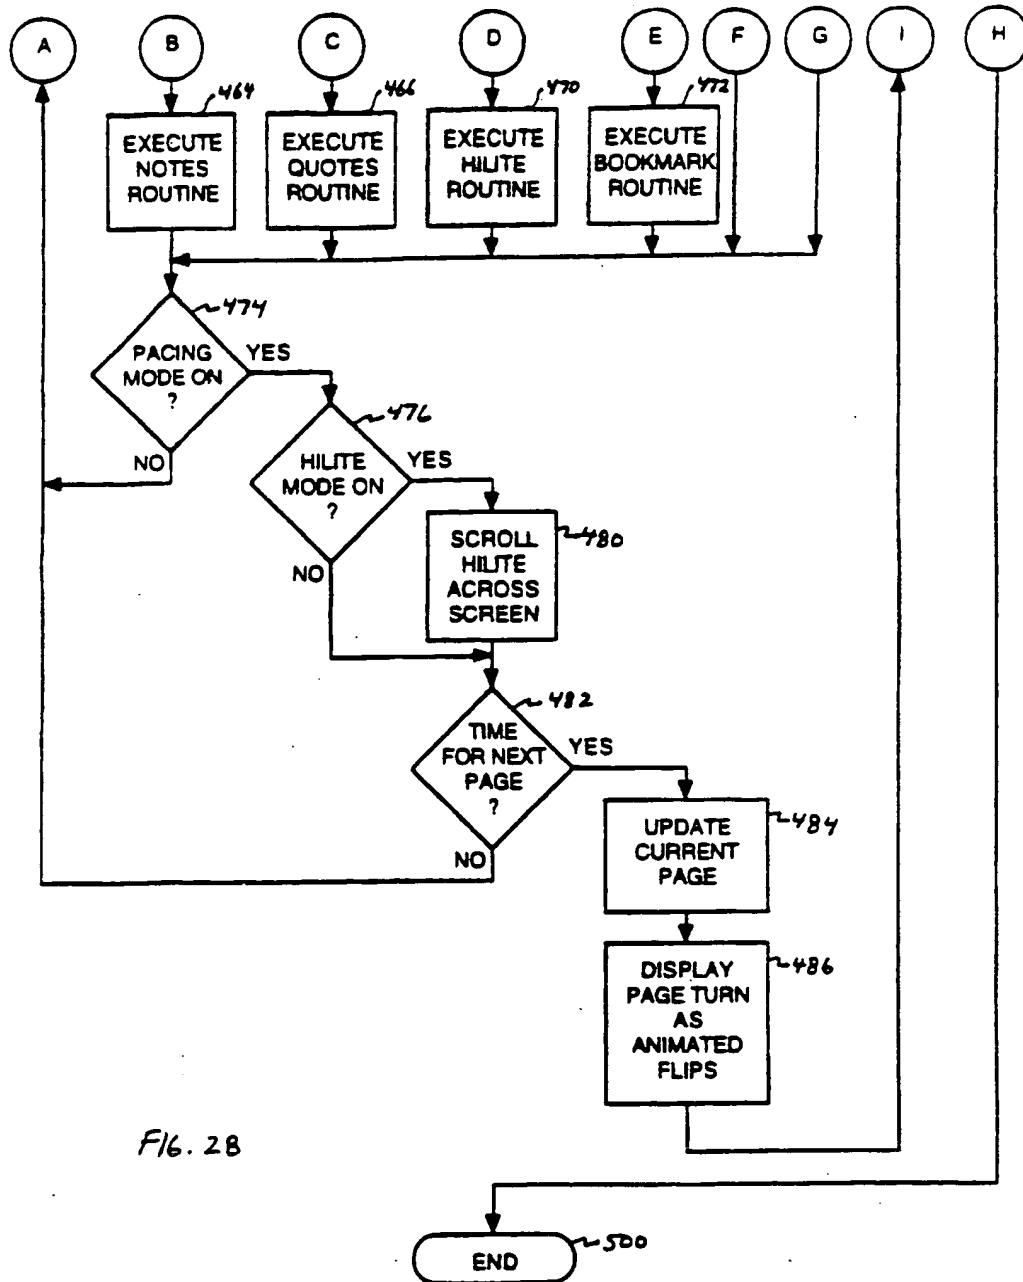 A B C D E F G I H
464 466 470 472
EXECUTE
NOTES
ROUTINE
EXECUTE
QUOTES
ROUTINE
EXECUTE
HILITE
ROUTINE
EXECUTE
BOOKMARK
ROUTINE
474
PACING
MODE ON
?
YES
NO
476
HILITE
MODE ON
?
YES
NO
480
SCROLL
HILITE
ACROSS
SCREEN
482
TIME
FOR NEXT
PAGE
?
YES
NO
484
UPDATE
CURRENT
PAGE
486
DISPLAY
PAGE TURN
AS
ANIMATED
FLIPS
FIG. 2B
END
500